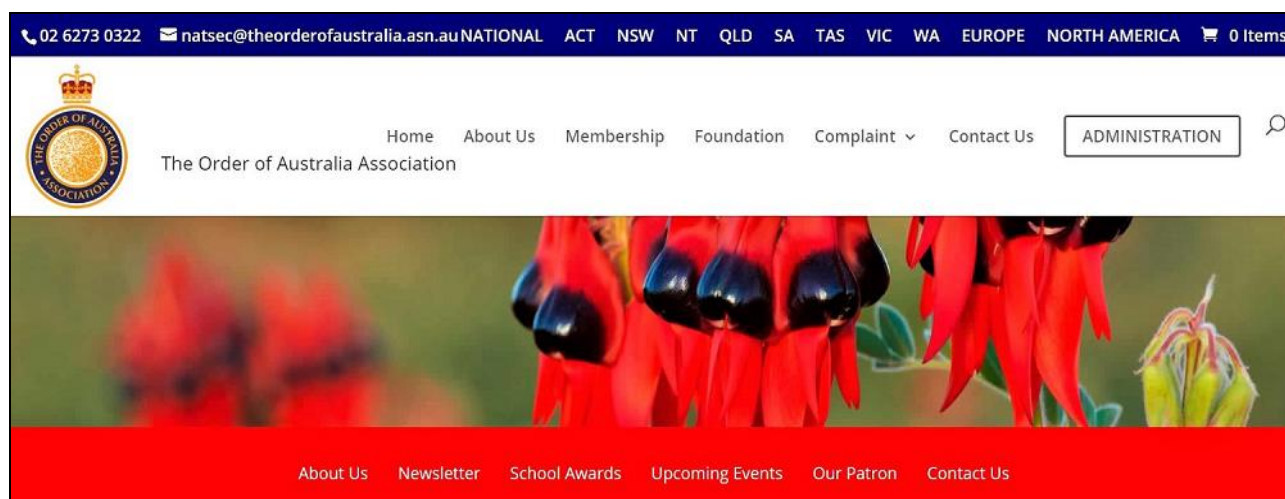 02 6273 0322 natsec@theorderofaustralia.asn.au NATIONAL ACT NSW NT QLD SA TAS VIC WA EUROPE NORTH AMERICA 0 Items
THE ORDER OF AUSTRALIA
ASSOCIATION
Home About Us Membership Foundation Complaint Contact Us ADMINISTRATION
The Order of Australia Association
About Us Newsletter School Awards Upcoming Events Our Patron Contact Us